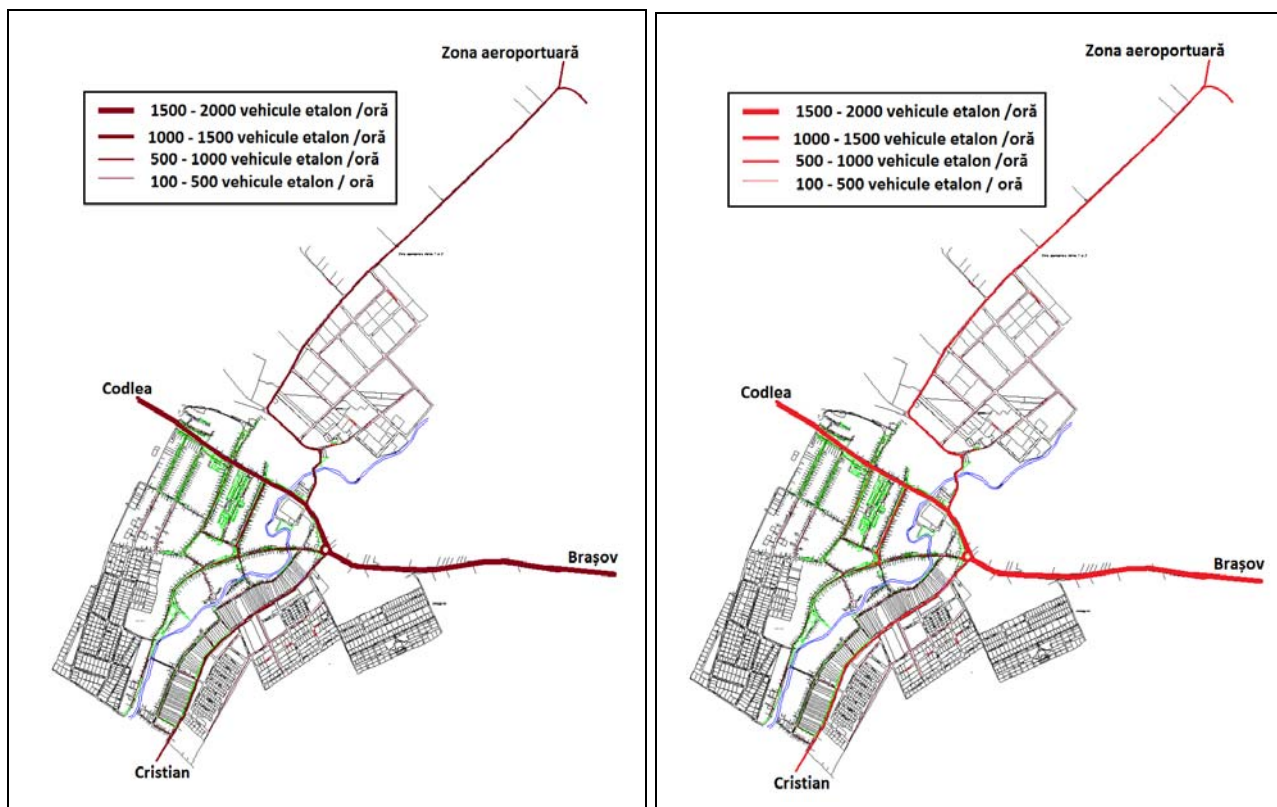 Zona aeroportuară
1500 - 2000 vehicule etalon /oră
1000 - 1500 vehicule etalon /oră
500 - 1000 vehicule etalon /oră
100 - 500 vehicule etalon / oră
Codlea
Brașov
Cristian
Zona aeroportuară
1500 - 2000 vehicule etalon /oră
1000 - 1500 vehicule etalon /oră
500 - 1000 vehicule etalon /oră
100 - 500 vehicule etalon / oră
Codlea
Brașov
Cristian